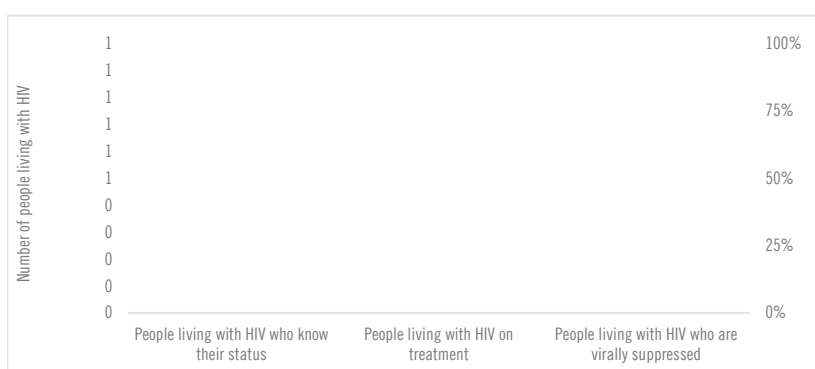 Number of people living with HIV
1
1
1
1
1
1
0
0
0
0
0
100%
75%
50%
25%
0%
People living with HIV who know
their status
People living with HIV on
treatment
People living with HIV who are
virally suppressed